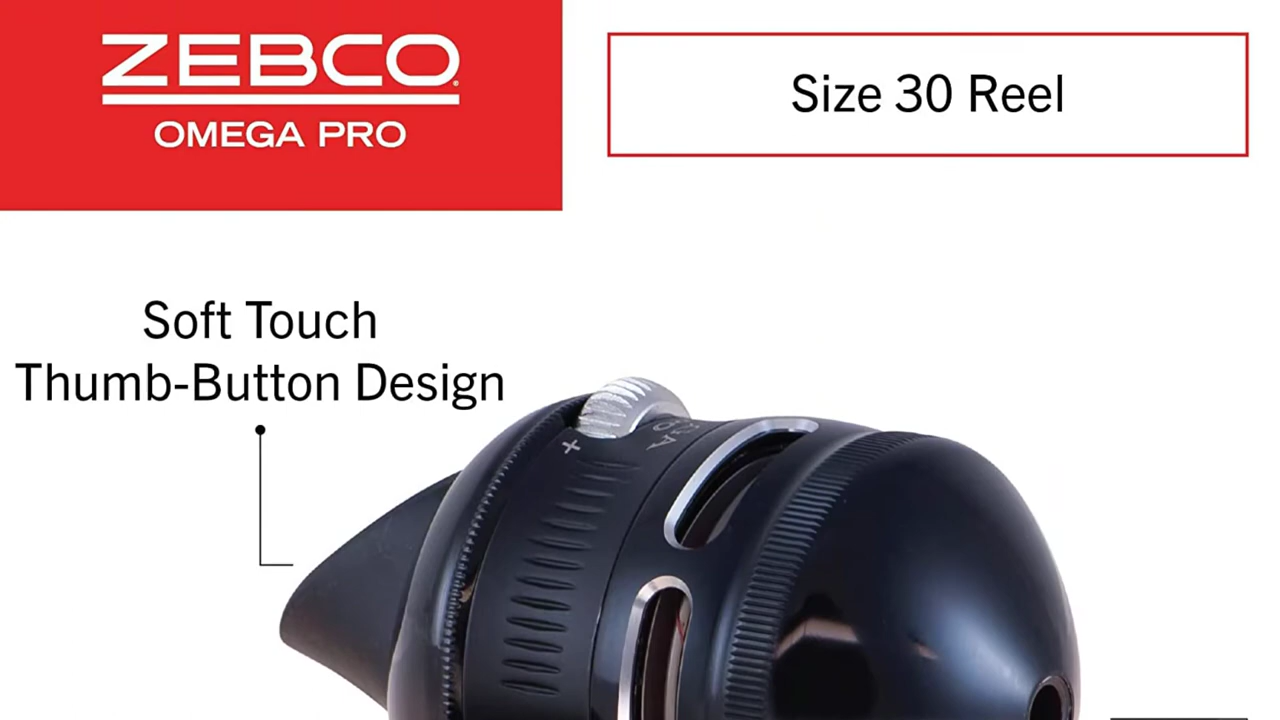 ZEBCO
OMEGA PRO
Size 30 Reel
Soft Touch
Thumb-Button Design
+